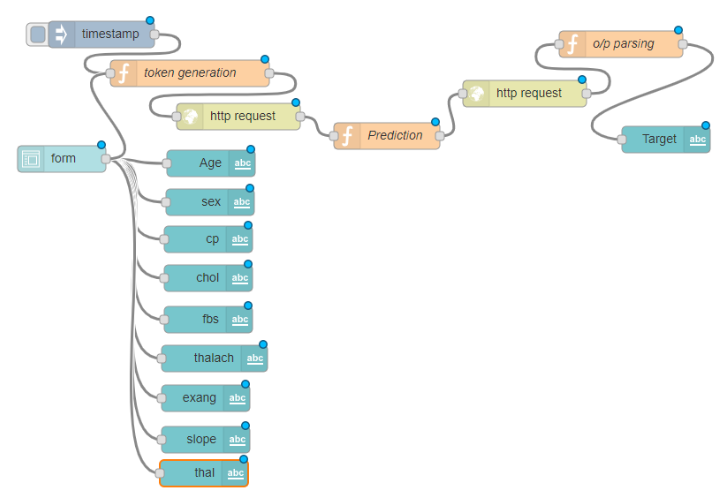 timestamp
token generation
http request
Prediction
http request
o/p parsing
Target abc
form
Age abc
sex abc
cp abc
chol abc
fbs abc
thalach abc
exang abc
slope abc
thal abc